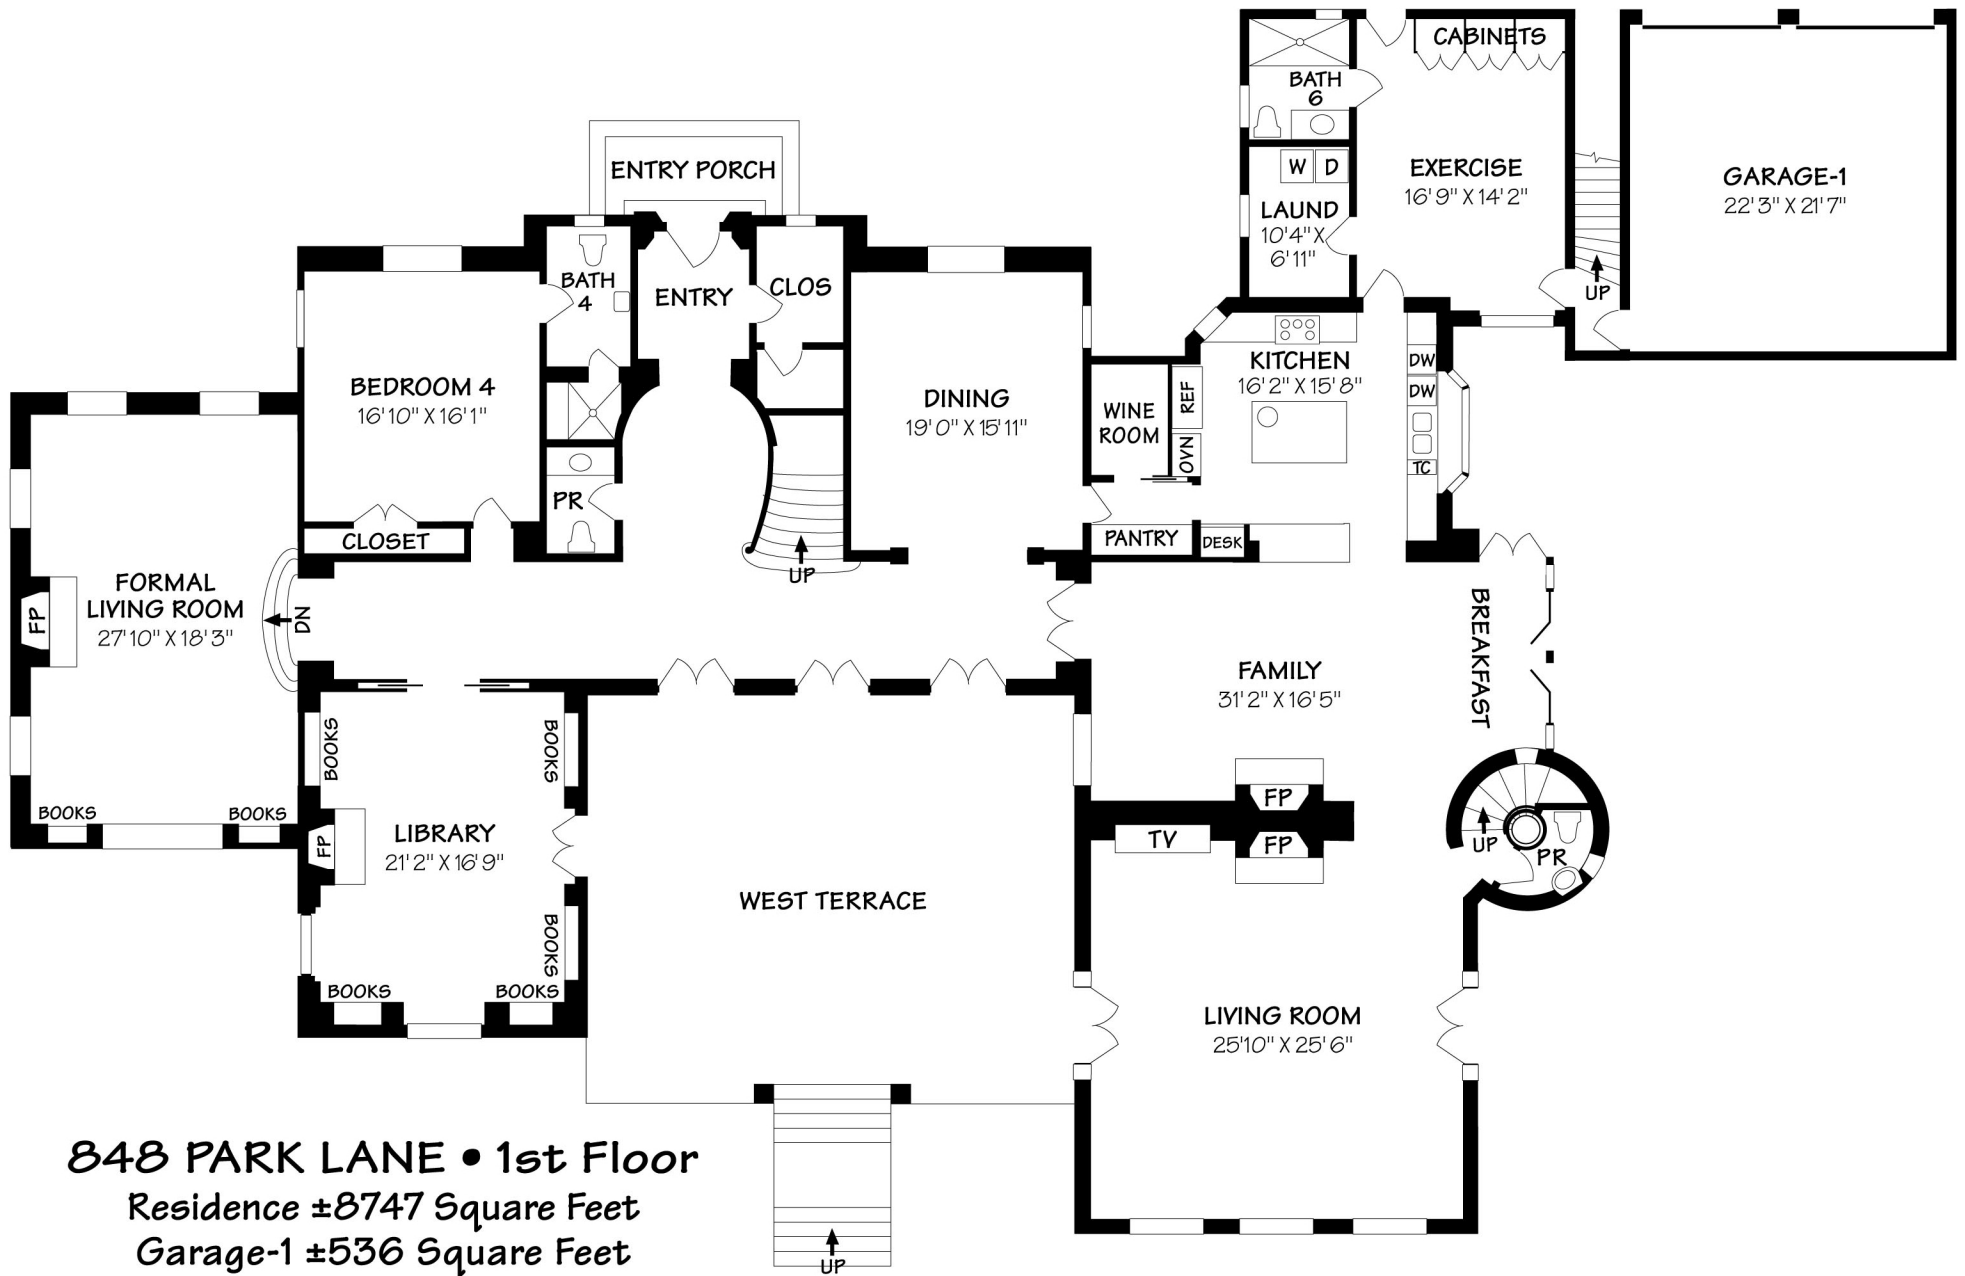 CABINETS
BATH
6
W
D
EXERCISE
16'9" X 14'2"
GARAGE-1
22'3" X 21'7"
LAUND
10'4" X
6'11"
UP
ENTRY PORCH
BATH
4
ENTRY
CLOS
BEDROOM 4
16'10" X 16'1"
DINING
19'0" X 15'11"
KITCHEN
16'2" X 15'8"
DW
DW
TC
REF
OVN
WINE
ROOM
PR
CLOSET
PANTRY
DESK
UP
FORMAL
LIVING ROOM
27'10" X 18'3"
FP
DN
BREAKFAST
FAMILY
31'2" X 16'5"
BOOKS
BOOKS
BOOKS
BOOKS
LIBRARY
21'2" X 16'9"
FP
FP
TV
FP
UP
PR
WEST TERRACE
BOOKS
BOOKS
BOOKS
LIVING ROOM
25'10" X 25'6"
UP
848 PARK LANE • 1st Floor
Residence ±8747 Square Feet
Garage-1 ±536 Square Feet